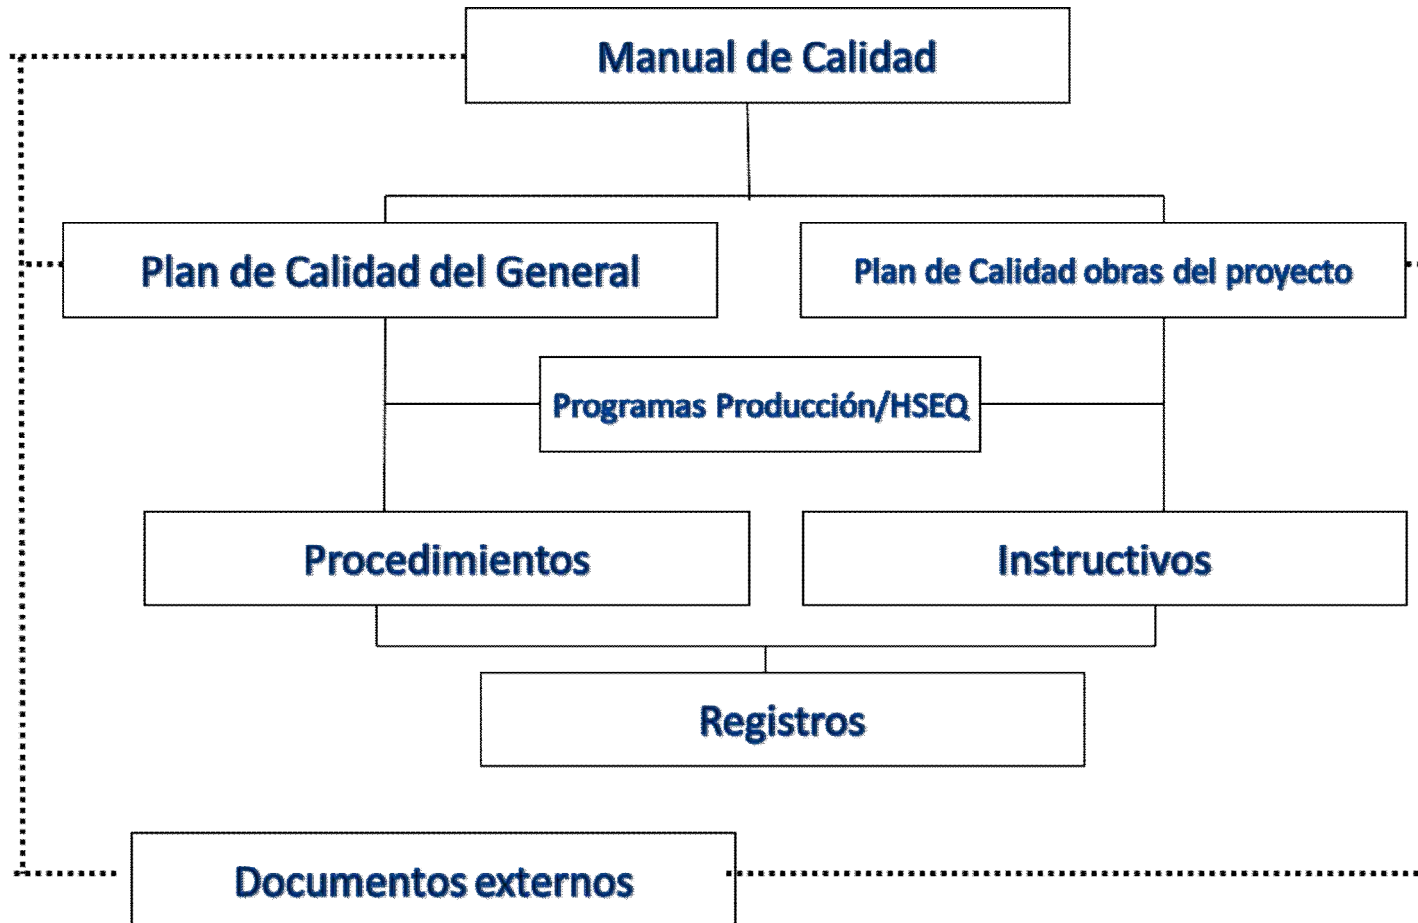 Manual de Calidad
Plan de Calidad del General
Plan de Calidad obras del proyecto
Programas Producción/HSEQ
Procedimientos
Instructivos
Registros
Documentos externos